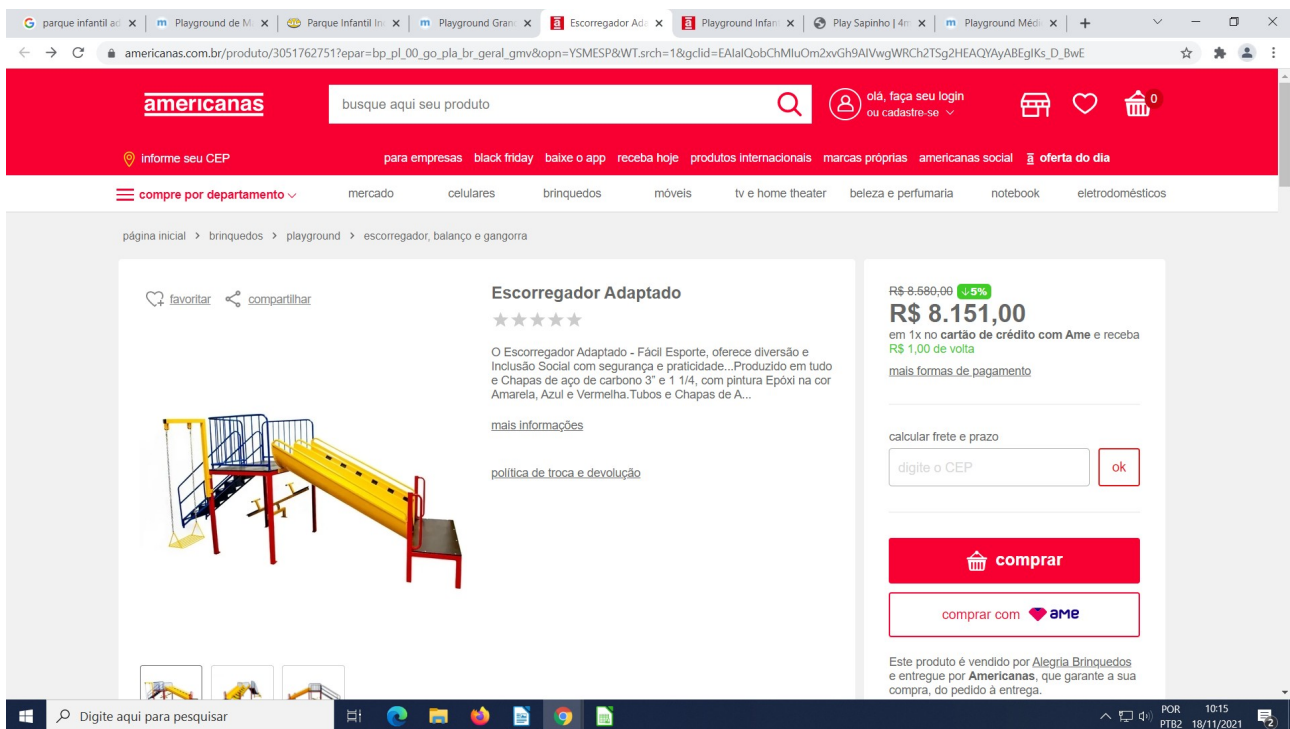 parque infantil ad
Playground de Ma
Parque Infantil Inc
Playground Grand
Escorregador Ada
Playground Infant
Play Sapinho | 4m
Playground Médi
americanas.com.br/produto/3051762751?epar=bp_pl_00_go_pla_br_geral_gmv&opn=YSMESP&WT.srch=1&gclid=EAIaIQobChMIuOm2xvGh9AIVwgWRCh2TSg2HEAQYAyABEgIKs_D_BwE
americanas
busque aqui seu produto
olá, faça seu login
ou cadastre-se
0
informe seu CEP
para empresas black friday baixe o app receba hoje produtos internacionais marcas próprias americanas social a oferta do dia
compre por departamento mercado celulares brinquedos móveis tv e home theater beleza e perfumaria notebook eletrodomésticos
página inicial > brinquedos > playground > escorregador, balanço e gangorra
favoritar compartilhar
Escorregador Adaptado
O Escorregador Adaptado - Fácil Esporte, oferece diversão e
Inclusão Social com segurança e praticidade...Produzido em tudo
e Chapas de aço de carbono 3” e 1 1/4, com pintura Epóxi na cor
Amarela, Azul e Vermelha.Tubos e Chapas de A...
mais informações
política de troca e devolução
R$ 8.580,00 5%
R$ 8.151,00
em 1x no cartão de crédito com Ame e receba
R$ 1,00 de volta
mais formas de pagamento
calcular frete e prazo
digite o CEP ok
comprar
comprar com ame
Este produto é vendido por Alegria Brinquedos
e entregue por Americanas, que garante a sua
compra, do pedido à entrega.
Digite aqui para pesquisar
POR 10:15
PTB2 18/11/2021
2